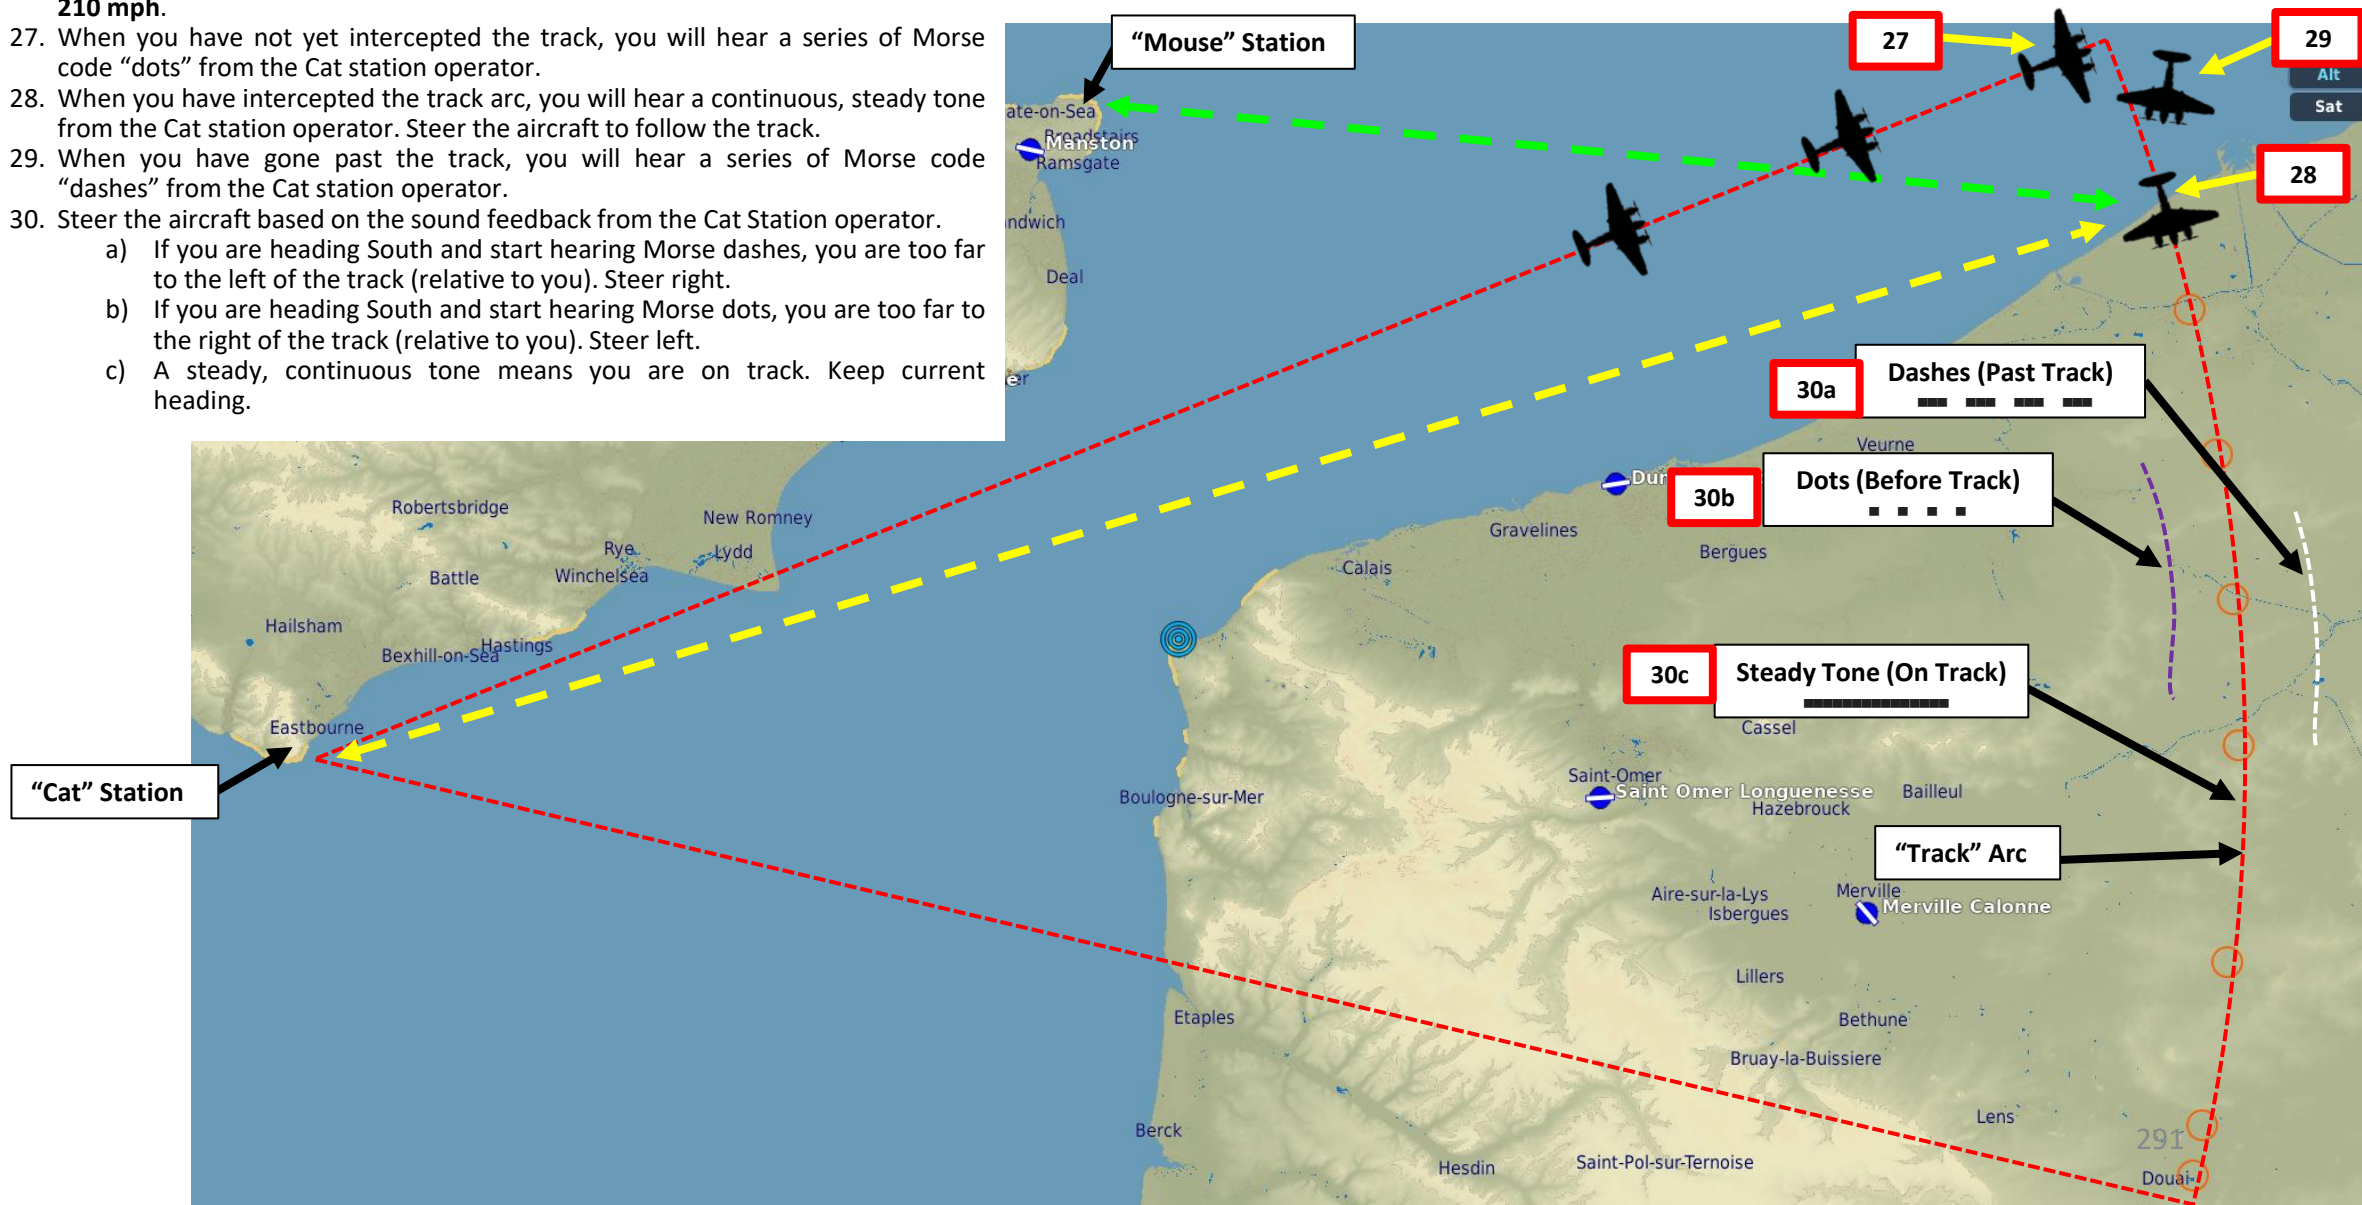 210 mph.
27. When you have not yet intercepted the track, you will hear a series of Morse
code “dots” from the Cat station operator.
28. When you have intercepted the track arc, you will hear a continuous, steady tone
from the Cat station operator. Steer the aircraft to follow the track.
29. When you have gone past the track, you will hear a series of Morse code
“dashes” from the Cat station operator.
30. Steer the aircraft based on the sound feedback from the Cat Station operator.
a) If you are heading South and start hearing Morse dashes, you are too far
to the left of the track (relative to you). Steer right.
b) If you are heading South and start hearing Morse dots, you are too far to
the right of the track (relative to you). Steer left.
c) A steady, continuous tone means you are on track. Keep current
heading.
“Mouse” Station
27
29
Alt
Sat
ate-on-Sea
Broadstairs
Manston
Ramsgate
28
ndwich
Deal
er
30a
Dashes (Past Track)
Veurne
30b
Dots (Before Track)
Dun
Robertsbridge
New Romney
Gravelines
Bergues
Rye
Lydd
Battle
Winchelsea
Calais
Hailsham
Hastings
Bexhill-on-Sea
30c
Steady Tone (On Track)
Eastbourne
Cassel
“Cat” Station
Saint-Omer
Saint Omer Longuenesse
Bailleul
Boulogne-sur-Mer
Hazebrouck
“Track” Arc
Aire-sur-la-Lys
Merville
Merville Calonne
Isbergues
Lillers
Etaples
Bethune
Bruay-la-Buissiere
Lens
Berck
291
Hesdin
Saint-Pol-sur-Ternoise
Douai